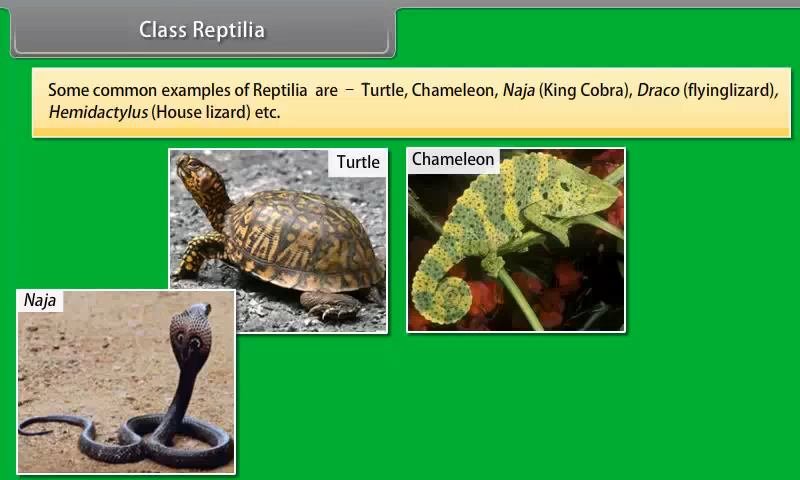 Class Reptilia
Some common examples of Reptilia are – Turtle, Chameleon, Naja (King Cobra), Draco (flyinglizard),
Hemidactylus (House lizard) etc.
Turtle
Chameleon
Naja